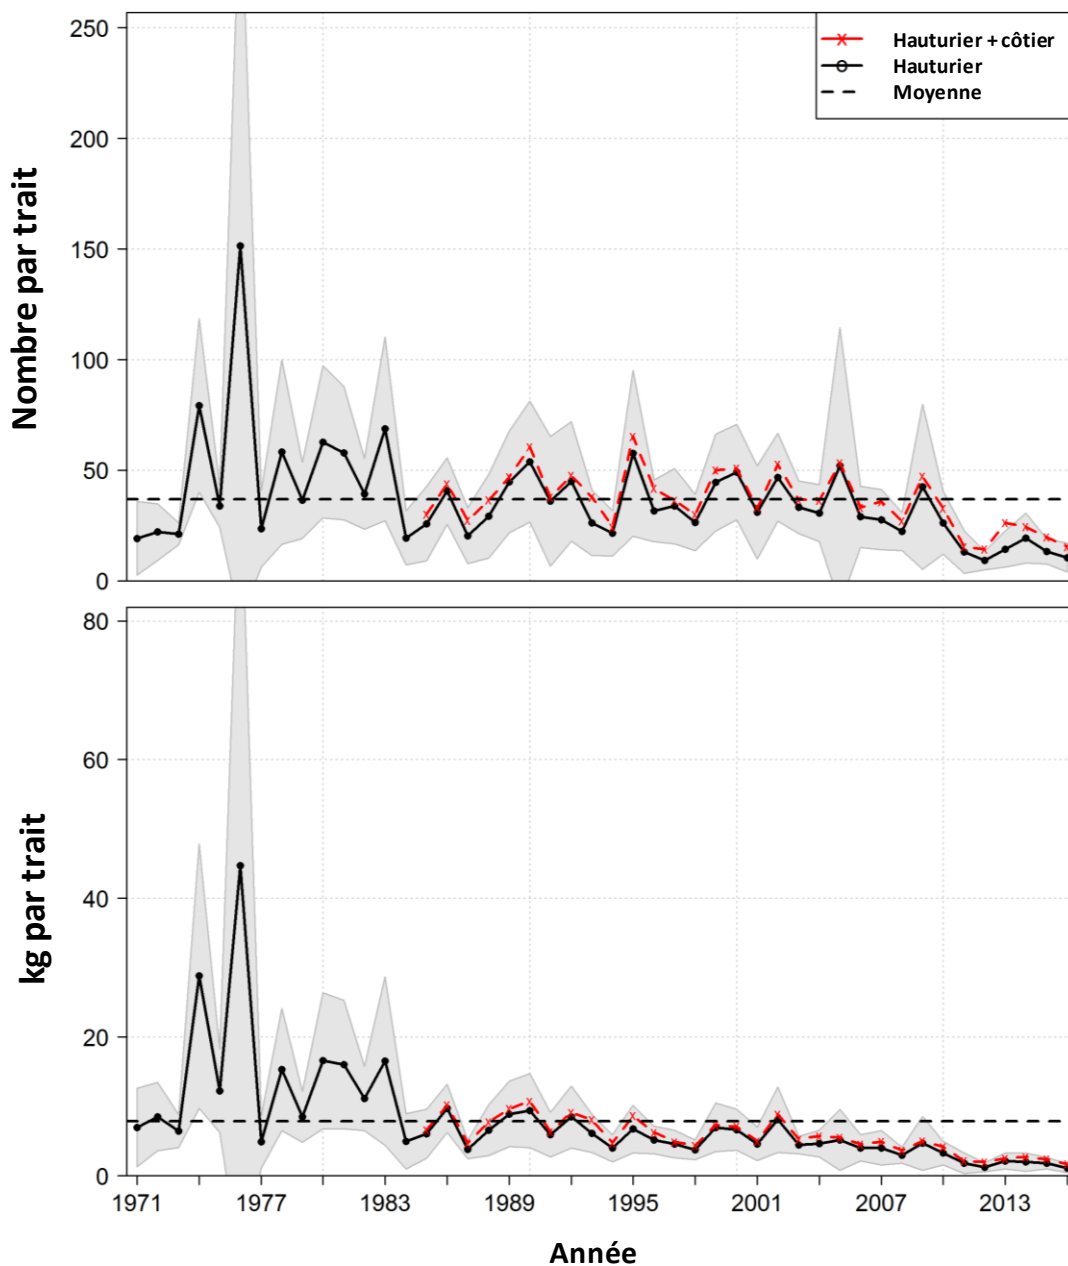 250
200
150
100
50
0
Nombre par trait
Hauturier + côtier
Hauturier
Moyenne
80
60
40
20
0
kg par trait
1971 1977 1983 1989 1995 2001 2007 2013
Année